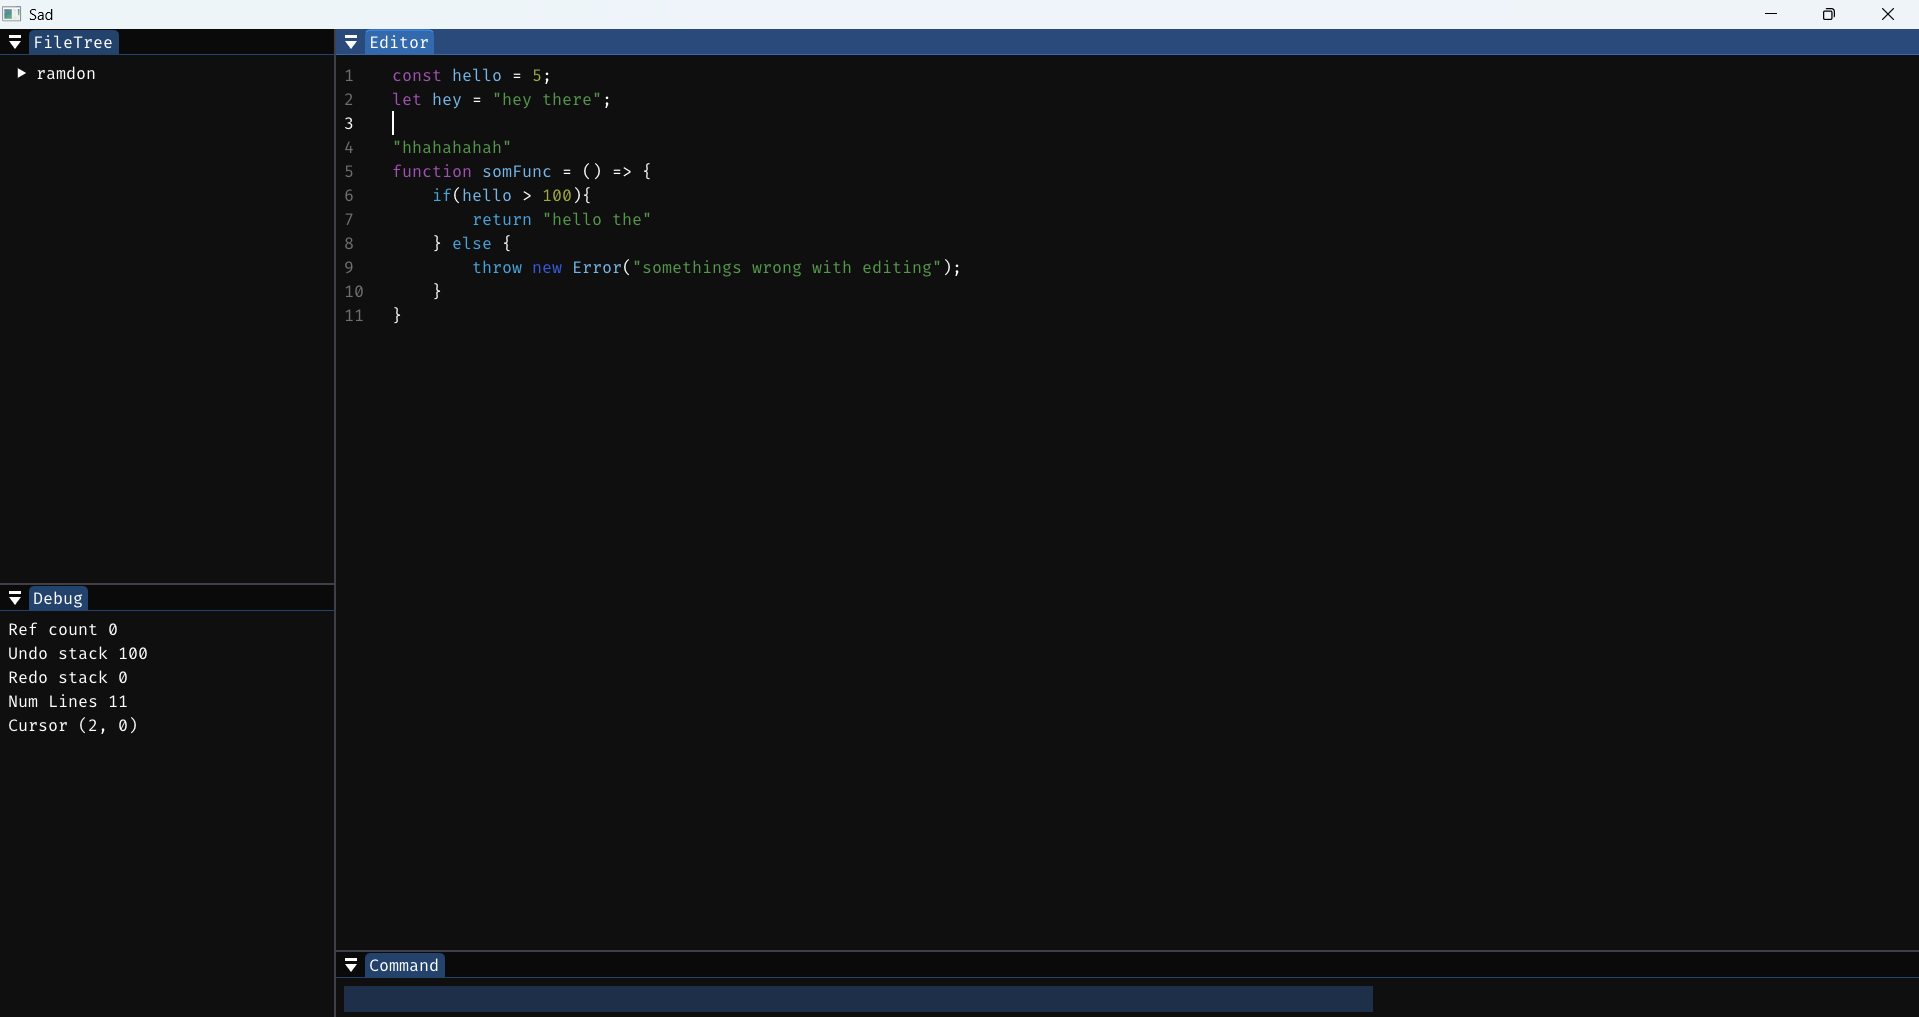 Sad
FileTree
ramdon
Editor
1 const hello = 5;
2 let hey = "hey there";
3
4 "hhahahahah"
5 function somFunc = () => {
6     if(hello > 100){
7         return "hello the"
8     } else {
9         throw new Error("somethings wrong with editing");
10     }
11 }
Debug
Ref count 0
Undo stack 100
Redo stack 0
Num Lines 11
Cursor (2, 0)
Command